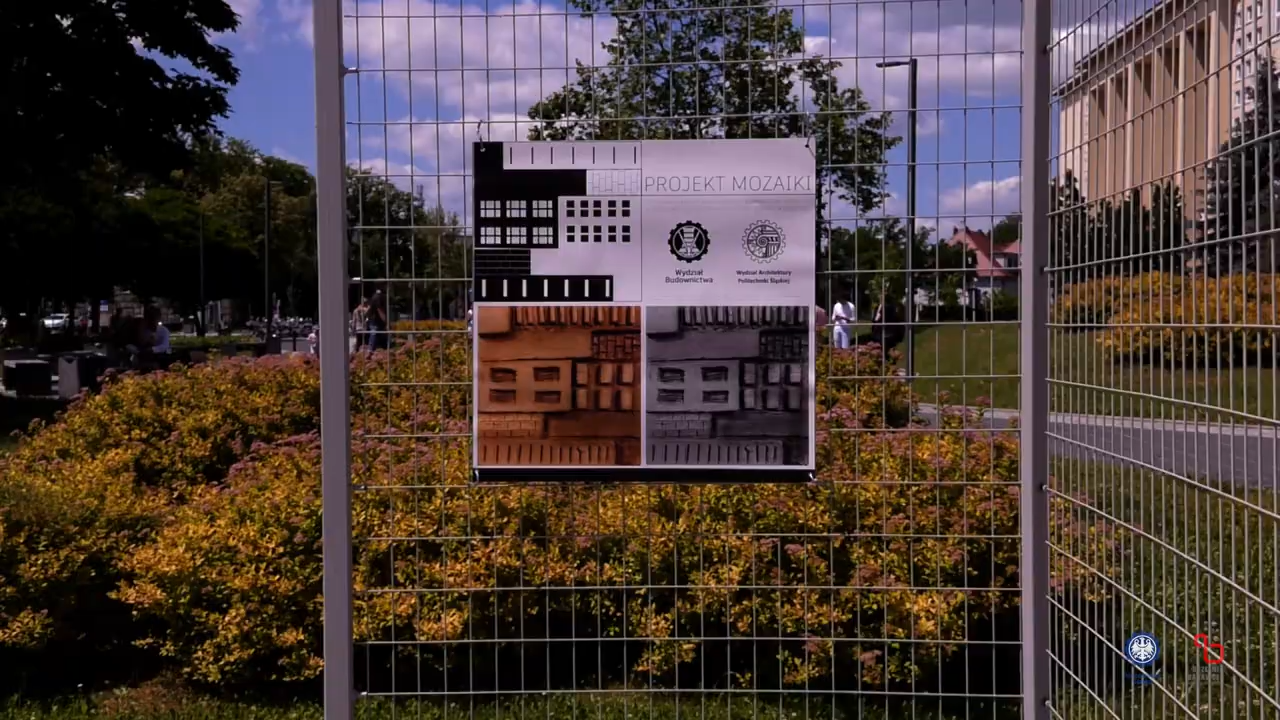 PROJEKT MOZAIKI
Wydział
Budownictwa
Wydział Architektury
Politechniki Śląskiej